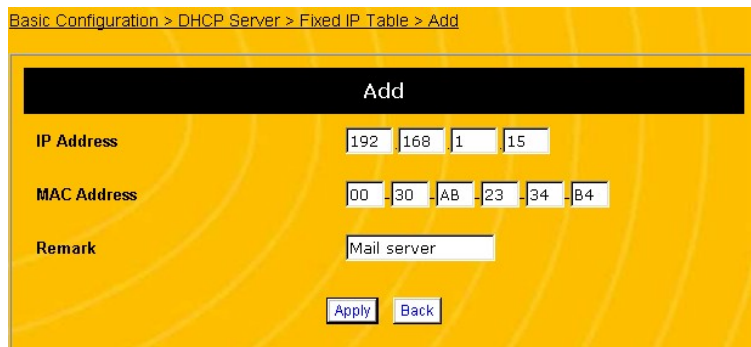 Basic Configuration > DHCP Server > Fixed IP Table > Add
Add
IP Address 192 .168 .1 .15
MAC Address 00 -30 -AB -23 -34 -B4
Remark Mail server
Apply Back